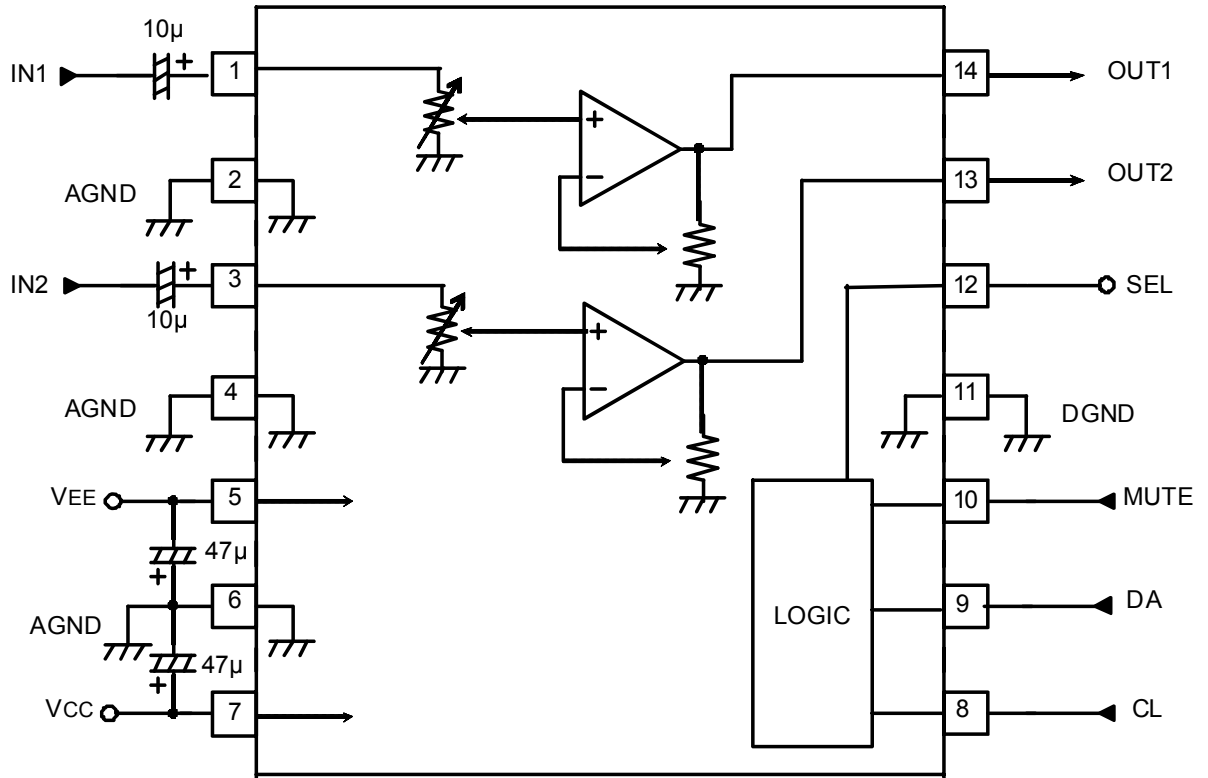 10μ
IN1
+
1
14
OUT1
+
−
AGND
2
13
OUT2
IN2
+
3
10μ
12
SEL
+
−
AGND
4
11
DGND
VEE
5
10
MUTE
47μ
+
AGND
6
LOGIC
9
DA
47μ
+
VCC
7
8
CL